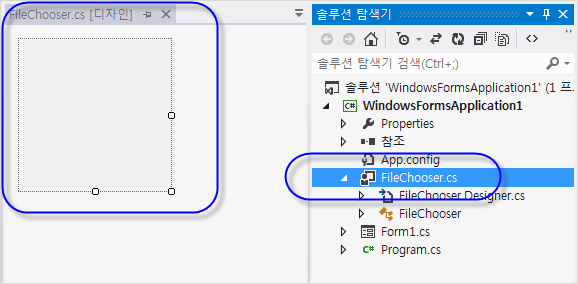 FileChooser.cs [디자인]
솔루션 탐색기
솔루션 탐색기 검색(Ctrl+;)
솔루션 'WindowsFormsApplication1' (1 프
C# WindowsFormsApplication1
Properties
참조
App.config
FileChooser.cs
FileChooser.Designer.cs
FileChooser
Form1.cs
C# Program.cs